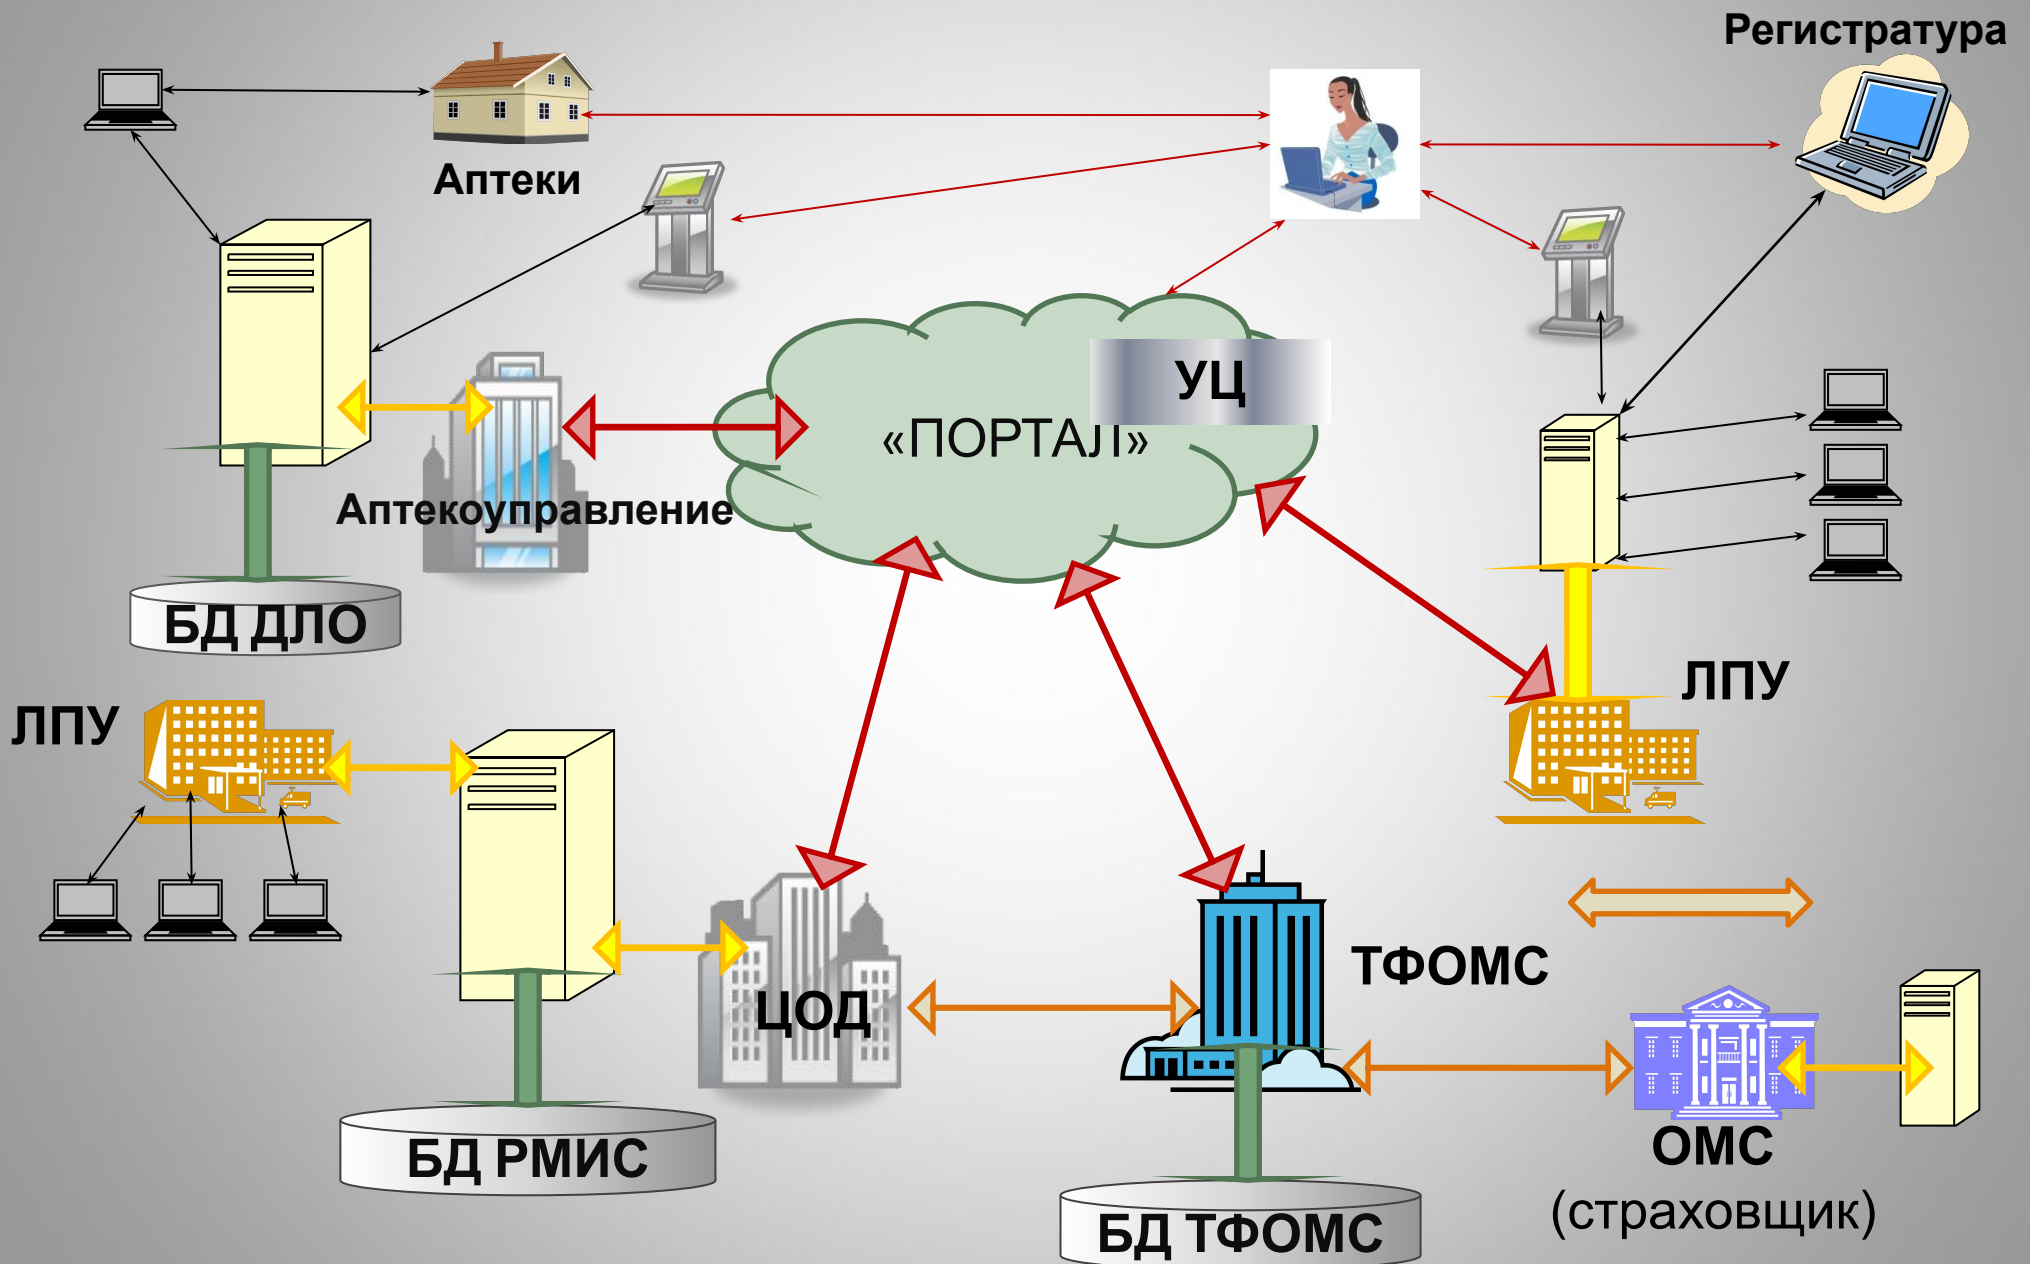 Регистратура
Аптеки
УЦ
«ПОРТАЛ»
Аптекоуправление
БД ДЛО
ЛПУ
ЛПУ
ТФОМС
ЦОД
ОМС
(страховщик)
БД РМИС
БД ТФОМС